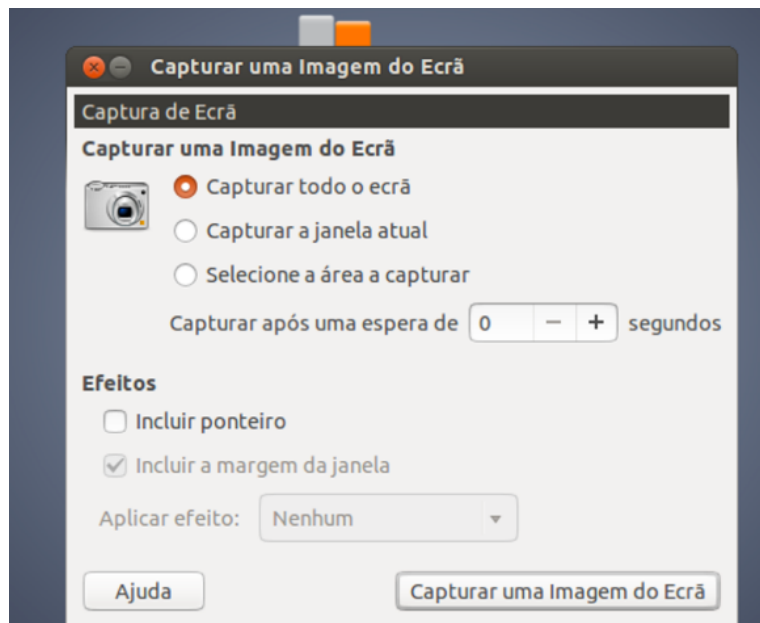 Capturar uma Imagem do Ecrã
Captura de Ecrã
Capturar uma Imagem do Ecrã
Capturar todo o ecrã
Capturar a janela atual
Selecione a área a capturar
Capturar após uma espera de 0 − + segundos
Efeitos
Incluir ponteiro
Incluir a margem da janela
Aplicar efeito: Nenhum
Ajuda Capturar uma Imagem do Ecrã